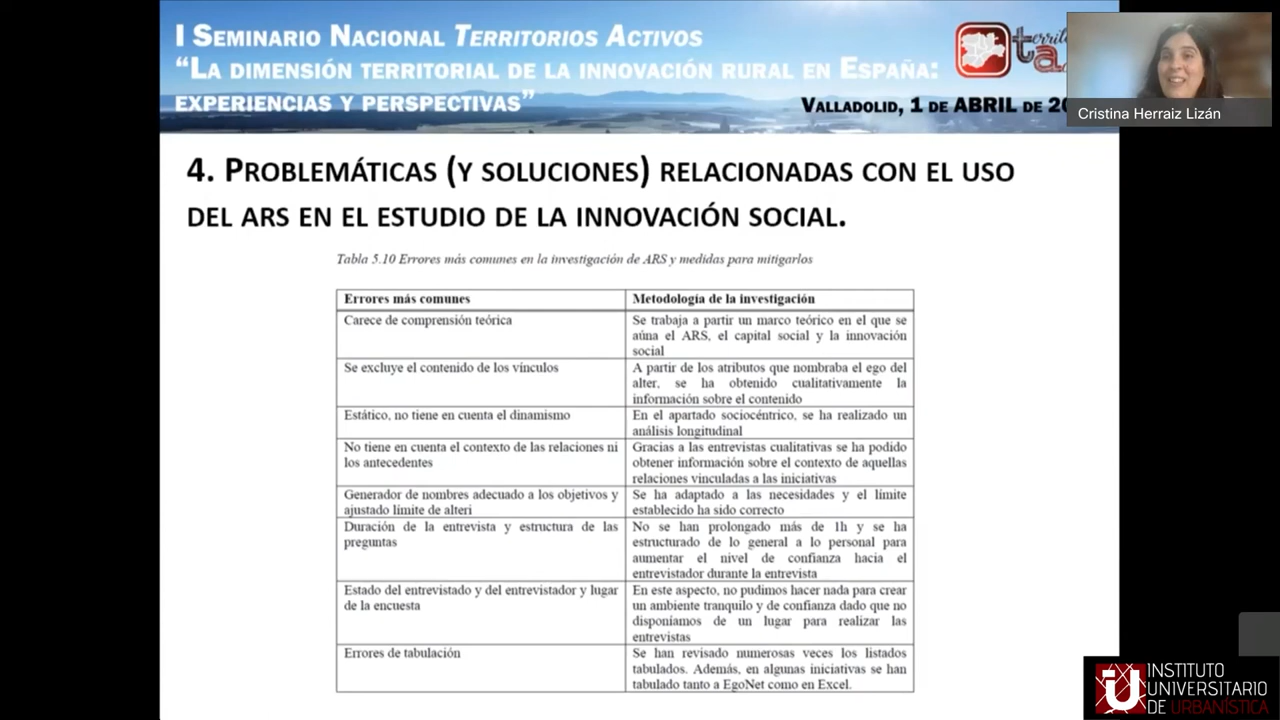 I SEMINARIO NACIONAL TERRITORIOS ACTIVOS
“LA DIMENSIÓN TERRITORIAL DE LA INNOVACIÓN RURAL EN ESPAÑA:
EXPERIENCIAS Y PERSPECTIVAS”
VALLADOLID, 1 DE ABRIL DE
Cristina Herraiz Lizán
4. PROBLEMÁTICAS (Y SOLUCIONES) RELACIONADAS CON EL USO
DEL ARS EN EL ESTUDIO DE LA INNOVACIÓN SOCIAL.
Tabla 5.10 Errores más comunes en la investigación de ARS y medidas para mitigarlos
Errores más comunes
Metodología de la investigación
Carece de comprensión teórica
Se trabaja a partir un marco teórico en el que se
aúna el ARS, el capital social y la innovación
social
Se excluye el contenido de los vínculos
A partir de los atributos que nombraba el ego del
alter, se ha obtenido cualitativamente la
información sobre el contenido
Estático, no tiene en cuenta el dinamismo
En el apartado sociocéntrico, se ha realizado un
análisis longitudinal
No tiene en cuenta el contexto de las relaciones ni
los antecedentes
Gracias a las entrevistas cualitativas se ha podido
obtener información sobre el contexto de aquellas
relaciones vinculadas a las iniciativas
Generador de nombres adecuado a los objetivos y
ajustado límite de alteri
Se ha adaptado a las necesidades y el límite
establecido ha sido correcto
Duración de la entrevista y estructura de las
preguntas
No se han prolongado más de 1h y se ha
estructurado de lo general a lo personal para
aumentar el nivel de confianza hacia el
entrevistador durante la entrevista
Estado del entrevistado y del entrevistador y lugar
de la encuesta
En este aspecto, no pudimos hacer nada para crear
un ambiente tranquilo y de confianza dado que no
disponíamos de un lugar para realizar las
entrevistas
Errores de tabulación
Se han revisado numerosas veces los listados
tabulados. Además, en algunas iniciativas se han
tabulado tanto a EgoNet como en Excel.
INSTITUTO
UNIVERSITARIO
DE URBANÍSTICA